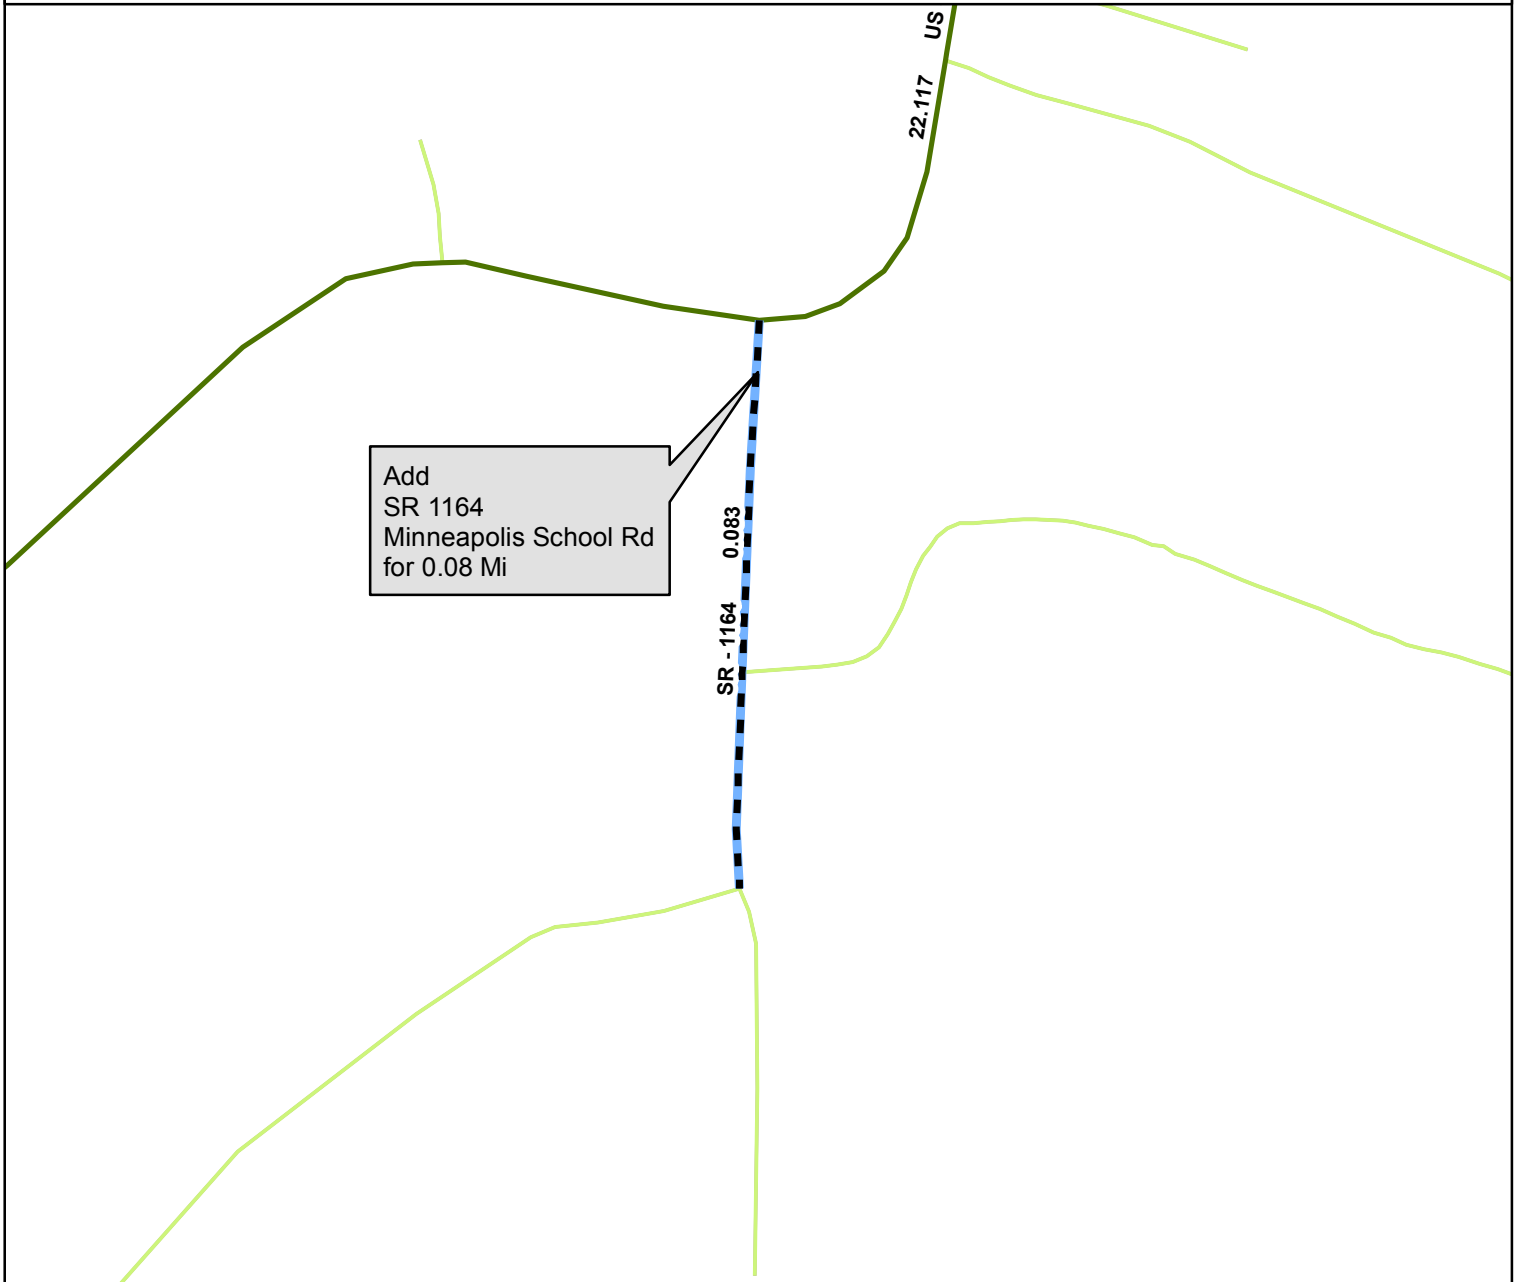 US
22.117
Add
SR 1164
Minneapolis School Rd
for 0.08 Mi
0.083
SR - 1164